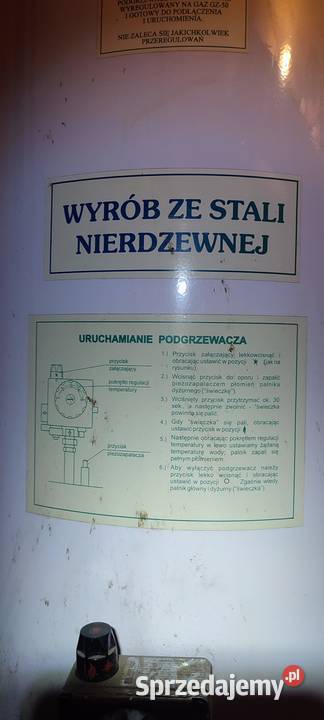 PODGRZEWACZ
WYREGULOWANY NA GAZ GZ-50
I GOTOWY DO PODŁĄCZENIA
I URUCHOMIENIA.
NIE ZALECA SIĘ JAKICHKOLWIEK
PRZEREGULOWAŃ
WYRÓB ZE STALI
NIERDZEWNEJ
URUCHAMIANIE PODGRZEWACZA
przycisk
załączający
pokrętło regulacji
temperatury
przycisk
piezozapalacza
1.) Przycisk załączający lekko wcisnąć i
obracając ustawić w pozycji (jak na
rysunku)
2.) Wcisnąć przycisk do oporu i zapalić
piezozapalaczem płomień palnika
dyżurnego ("świeczkę")
3.) Wciśnięty przycisk przytrzymać ok. 30
sek., a następnie zwolnić - "świeczka
powinna się palić.
4.) Gdy "świeczka" się pali, obracając
ustawić przycisk w pozycji
5.) Następnie obracając pokrętłem regulacji
temperatury w lewo ustawiamy żądaną
temperaturę wody; palnik zapali się
pełnym płomieniem.
6.) Aby wyłączyć podgrzewacz należy
przycisk lekko wcisnąć i obracając
ustawić w pozycji O Zgaśnie wtedy
palnik główny i dyżurny ("świeczka")
Sprzedajemy.pl